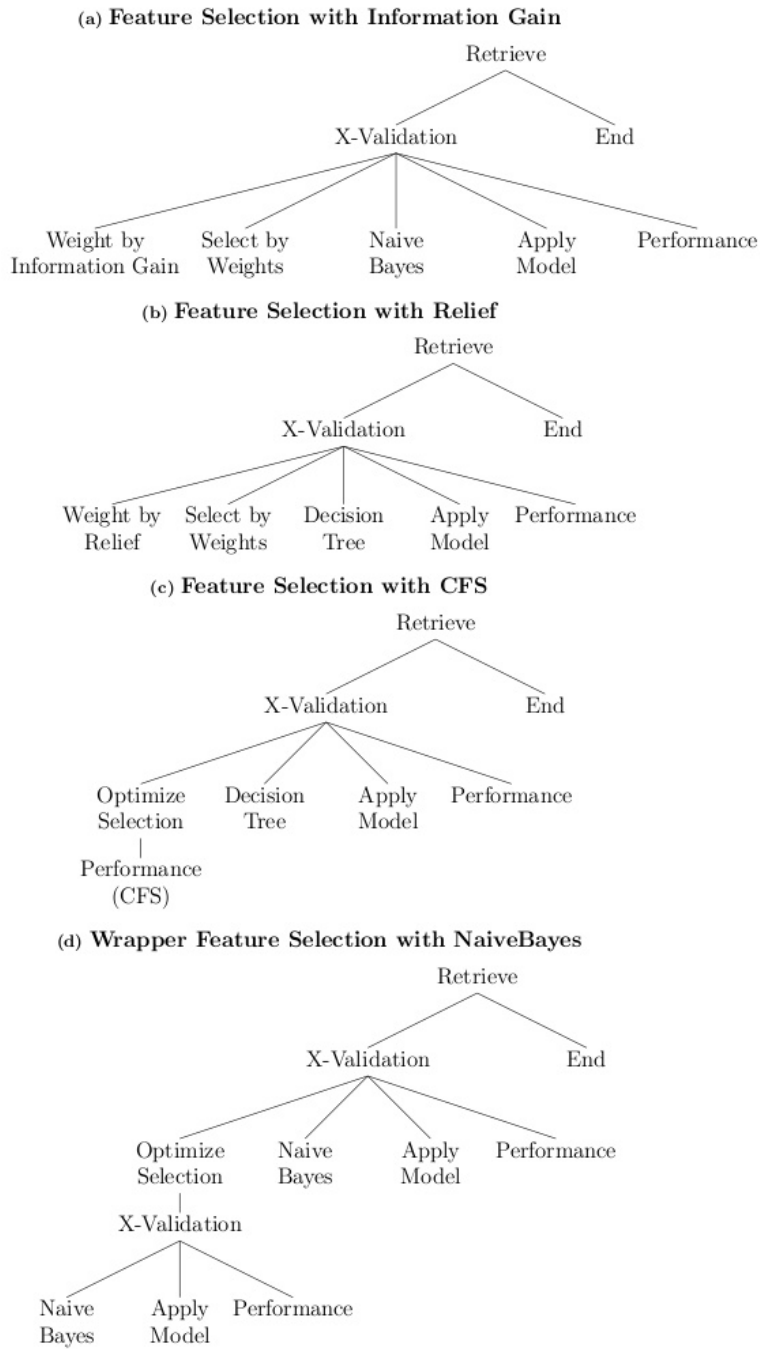 (a) Feature Selection with Information Gain
Retrieve
X-Validation End
Weight by Select by Naive Apply Performance
Information Gain Weights Bayes Model
(b) Feature Selection with Relief
Retrieve
X-Validation End
Weight by Select by Decision Apply Performance
Relief Weights Tree Model
(c) Feature Selection with CFS
Retrieve
X-Validation End
Optimize Decision Apply Performance
Selection Tree Model
Performance
(CFS)
(d) Wrapper Feature Selection with NaiveBayes
Retrieve
X-Validation End
Optimize Naive Apply Performance
Selection Bayes Model
X-Validation
Naive Apply Performance
Bayes Model